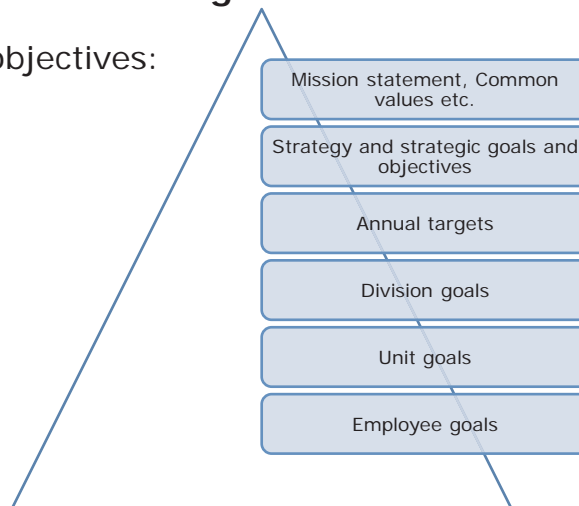 objectives:
Mission statement, Common
values etc.
Strategy and strategic goals and
objectives
Annual targets
Division goals
Unit goals
Employee goals